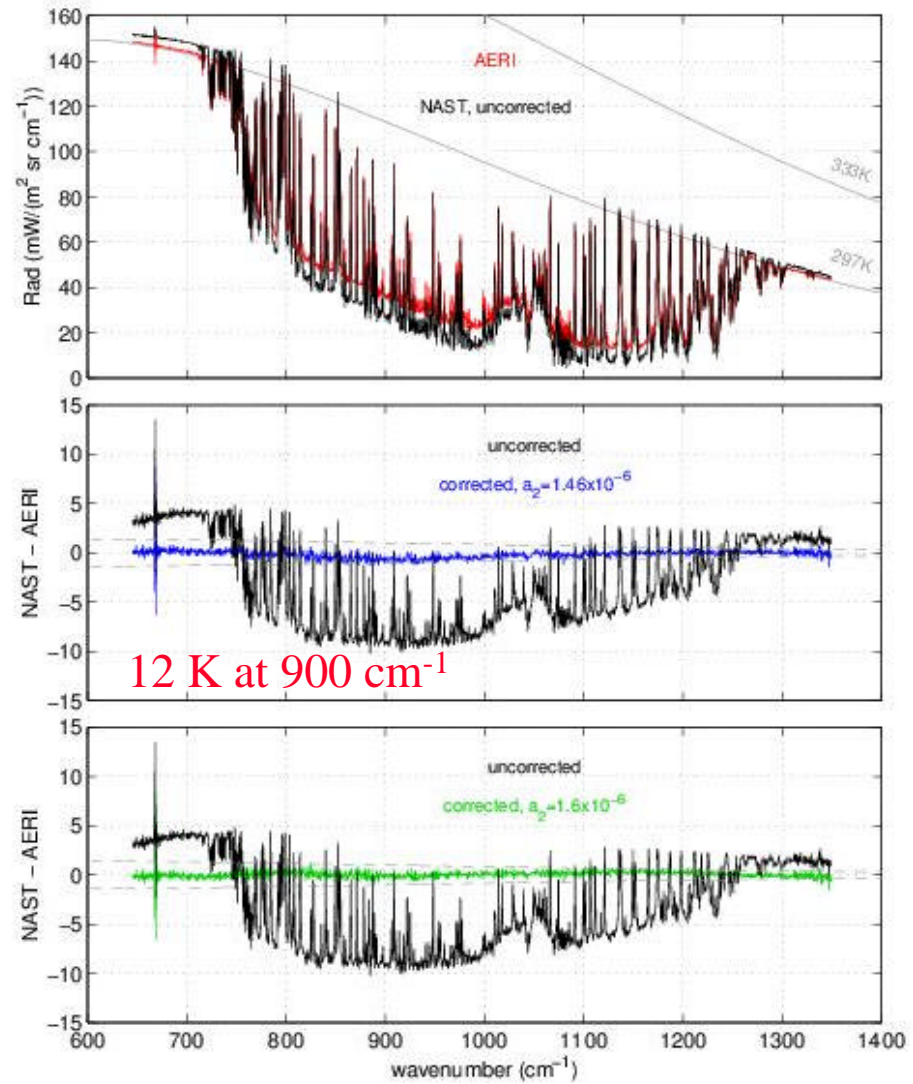 160
140
120
100
80
60
40
20
0
Rad (mW/(m² sr cm⁻¹))
AERI
NAST, uncorrected
333K
297K
15
10
5
0
−5
−10
−15
NAST − AERI
uncorrected
corrected, a₂=1.46x10⁻⁶
12 K at 900 cm⁻¹
15
10
5
0
−5
−10
−15
NAST − AERI
uncorrected
corrected, a₂=1.6x10⁻⁶
600 700 800 900 1000 1100 1200 1300 1400
wavenumber (cm⁻¹)